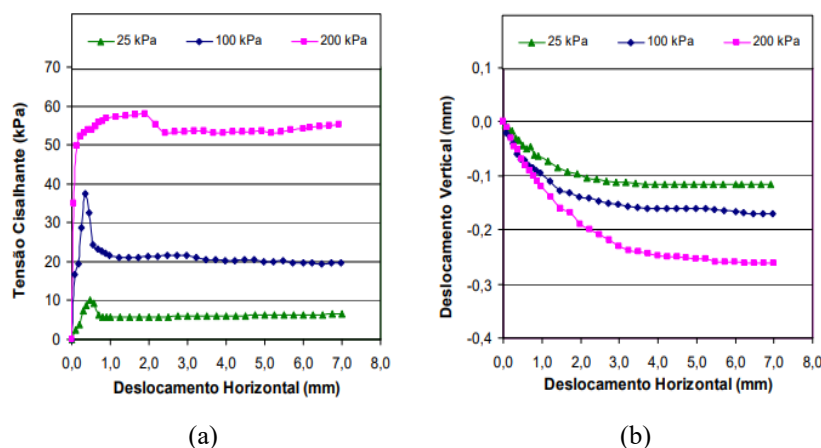 25 kPa 100 kPa 200 kPa
Tensão Cisalhante (kPa)
70
60
50
40
30
20
10
0
0,0 1,0 2,0 3,0 4,0 5,0 6,0 7,0 8,0
Deslocamento Horizontal (mm)
(a)
25 kPa 100 kPa 200 kPa
Deslocamento Vertical (mm)
0,1
0,0
-0,1
-0,2
-0,3
-0,4
0,0 1,0 2,0 3,0 4,0 5,0 6,0 7,0 8,0
Deslocamento Horizontal (mm)
(b)